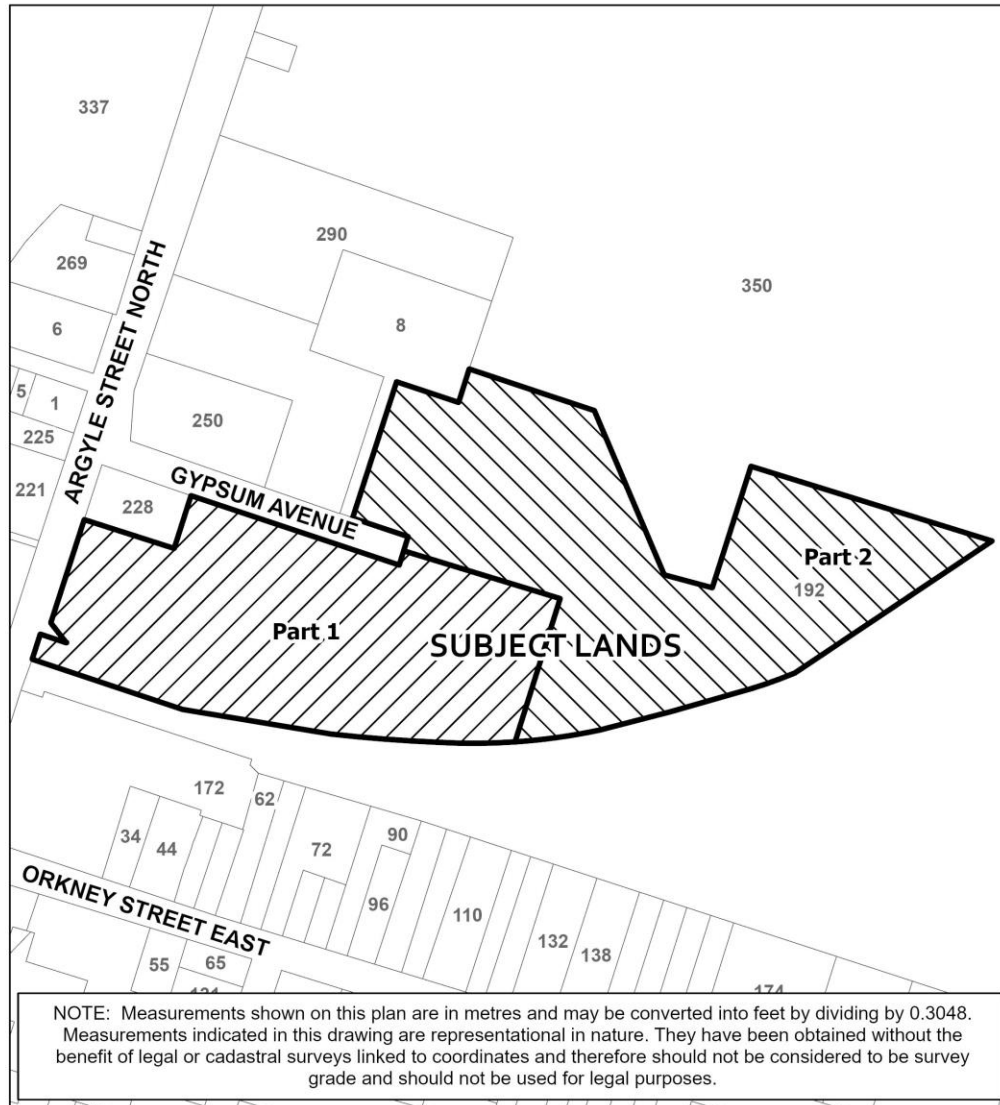 337
290
350
269
8
6
ARGYLE STREET NORTH
5
1
250
225
GYPSUM AVENUE
221
228
Part 2
192
Part 1
SUBJECT LANDS
172
62
34
44
72
90
96
110
132
138
ORKNEY STREET EAST
55
65
174
NOTE: Measurements shown on this plan are in metres and may be converted into feet by dividing by 0.3048.
Measurements indicated in this drawing are representational in nature. They have been obtained without the
benefit of legal or cadastral surveys linked to coordinates and therefore should not be considered to be survey
grade and should not be used for legal purposes.